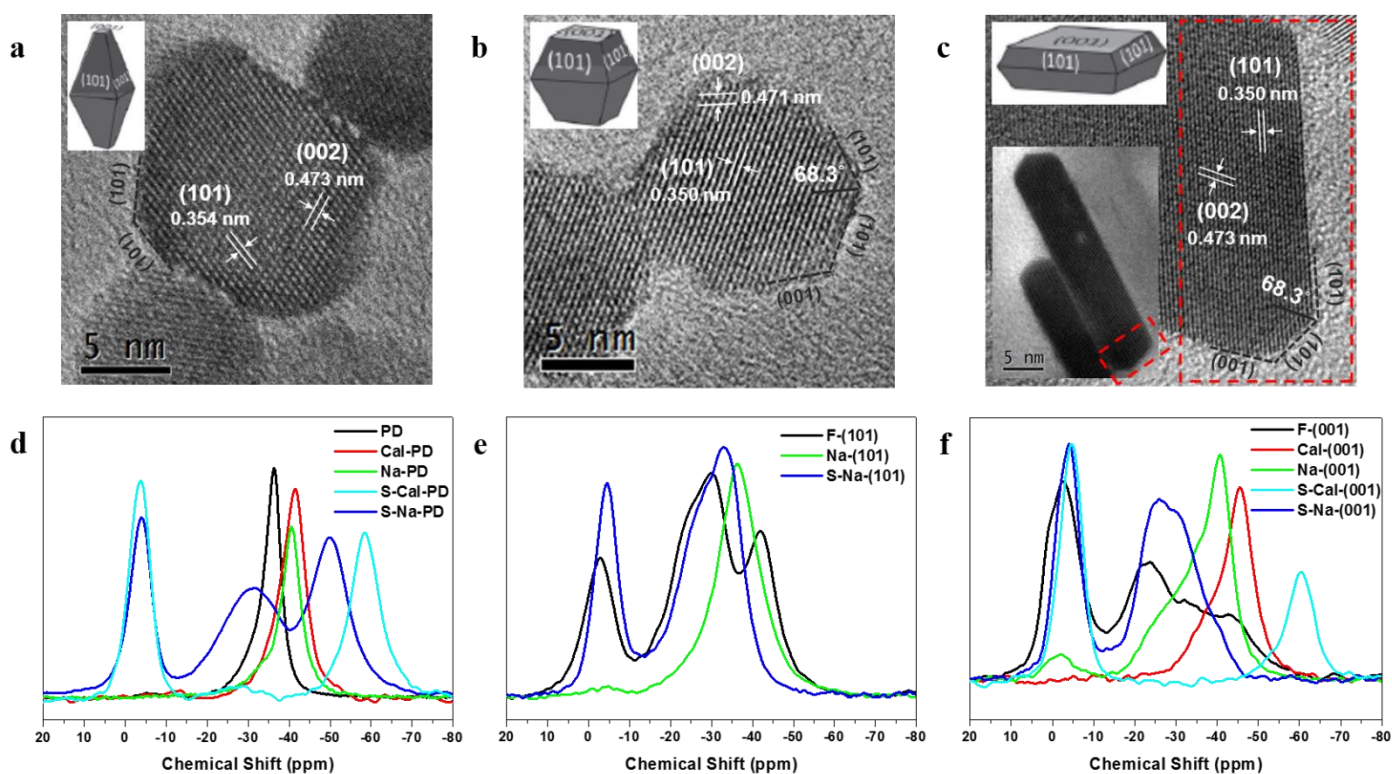 a
(001)
(101)
(101)
(002)
0.473 nm
(101)
0.354 nm
(101)
(101)
5 nm
b
(001)
(101)
(101)
(002)
0.471 nm
(101)
0.350 nm
68.3°
(101)
(101)
(001)
5 nm
c
(001)
(101)
(101)
(101)
0.350 nm
(002)
0.473 nm
68.3°
(101)
(101)
(001)
5 nm
d
PD
Cal-PD
Na-PD
S-Cal-PD
S-Na-PD
20 10 0 -10 -20 -30 -40 -50 -60 -70 -80
Chemical Shift (ppm)
e
F-(101)
Na-(101)
S-Na-(101)
20 10 0 -10 -20 -30 -40 -50 -60 -70 -80
Chemical Shift (ppm)
f
F-(001)
Cal-(001)
Na-(001)
S-Cal-(001)
S-Na-(001)
20 10 0 -10 -20 -30 -40 -50 -60 -70 -80
Chemical Shift (ppm)